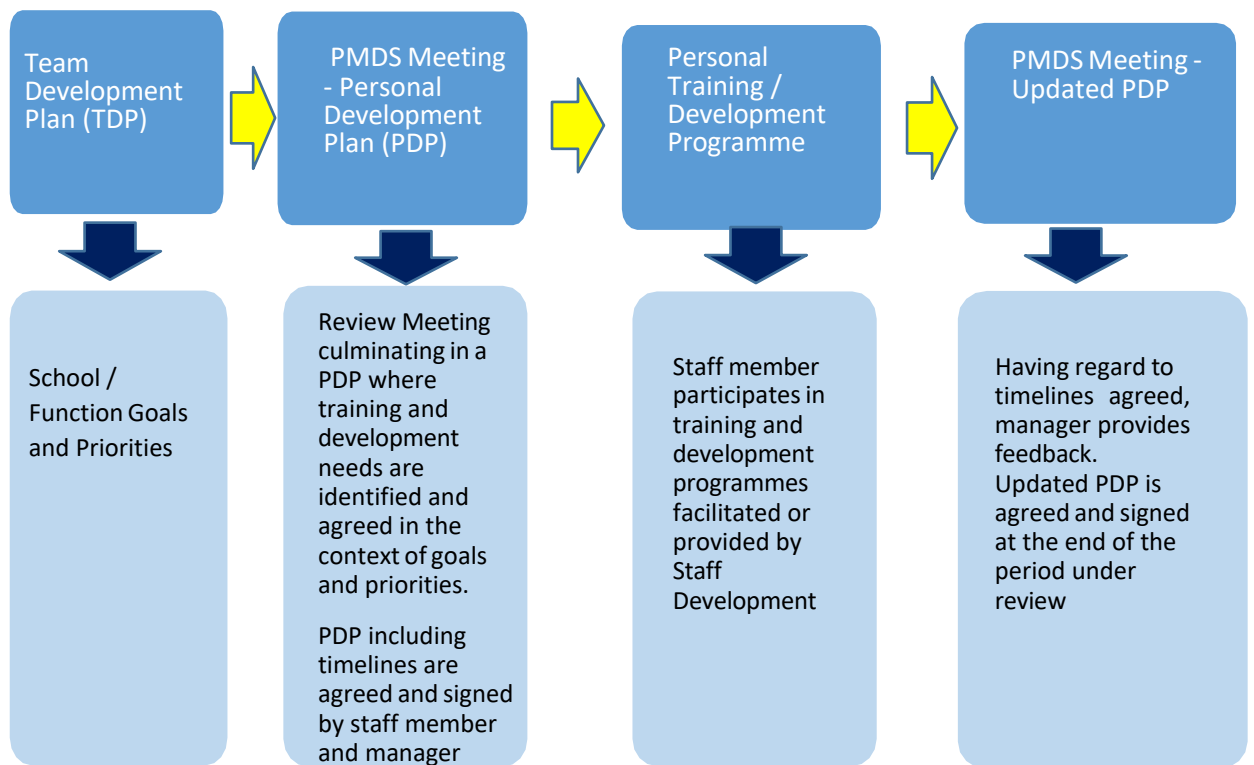 Team
Development
Plan (TDP)
PMDS Meeting
- Personal
Development
Plan (PDP)
Personal
Training /
Development
Programme
PMDS Meeting -
Updated PDP
School /
Function Goals
and Priorities
Review Meeting
culminating in a
PDP where
training and
development
needs are
identified and
agreed in the
context of goals
and priorities.
PDP including
timelines are
agreed and signed
by staff member
and manager
Staff member
participates in
training and
development
programmes
facilitated or
provided by
Staff
Development
Having regard to
timelines agreed,
manager provides
feedback.
Updated PDP is
agreed and signed
at the end of the
period under
review